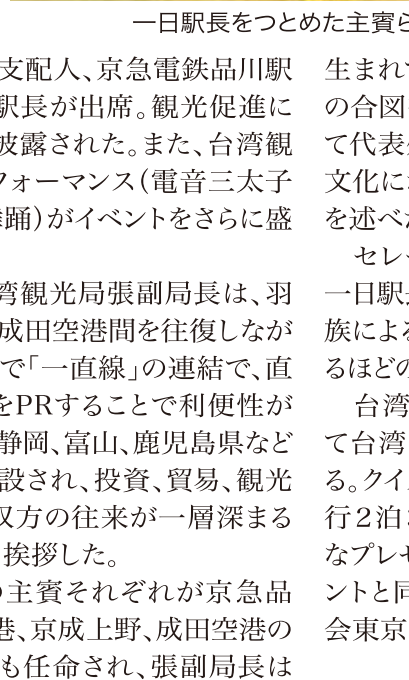 一日駅長をつとめた主賓ら
支配人、京急電鉄品川駅
駅長が出席。観光促進に
披露された。また、台湾観
フォーマンス(電音三太子
踊)がイベントをさらに盛
湾観光局張副局長は、羽
成田空港間を往復しなが
で「一直線」の連結で、直
をPRすることで利便性が
静岡、富山、鹿児島県など
設され、投資、貿易、観光
双方の往来が一層深まる
挨拶した。
の主賓それぞれが京急品
港、京成上野、成田空港の
も任命され、張副局長は
生まれ
の合図
て代表
文化に
を述べ
セレ
一日駅
族によ
るほどの
台湾
て台湾
る。クイ
行2泊
なプレゼ
ントと同
会東京